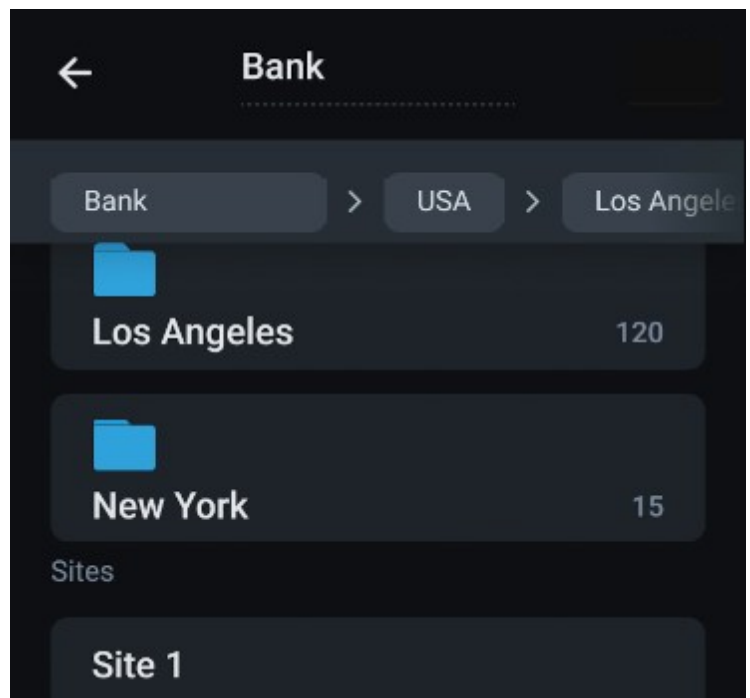 Bank
Bank > USA > Los Angele
Los Angeles 120
New York 15
Sites
Site 1